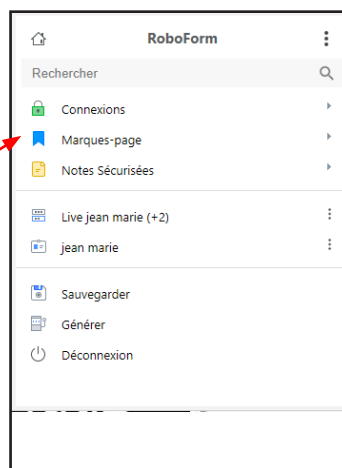 RoboForm
Rechercher
Connexions
Marques-page
Notes Sécurisées
Live jean marie (+2)
jean marie
Sauvegarder
Générer
Déconnexion